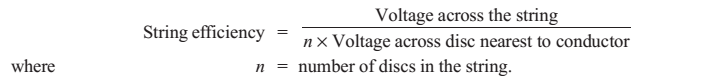 String efficiency = Voltage across the string / n × Voltage across disc nearest to conductor
where n = number of discs in the string.